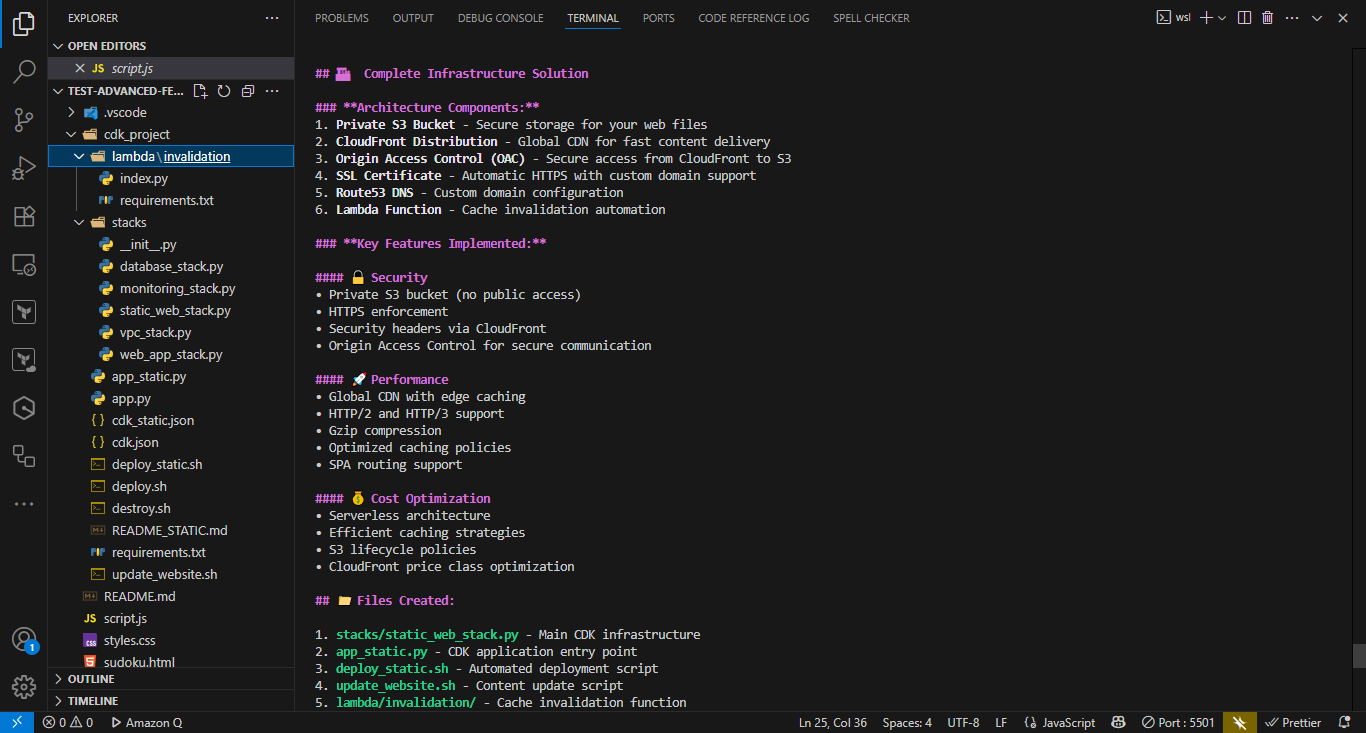 EXPLORER
PROBLEMS OUTPUT DEBUG CONSOLE TERMINAL PORTS CODE REFERENCE LOG SPELL CHECKER
wsl
OPEN EDITORS
JS script.js
TEST-ADVANCED-FE...
.vscode
cdk_project
lambda\invalidation
index.py
requirements.txt
stacks
__init__.py
database_stack.py
monitoring_stack.py
static_web_stack.py
vpc_stack.py
web_app_stack.py
app_static.py
app.py
{ } cdk_static.json
{ } cdk.json
deploy_static.sh
deploy.sh
destroy.sh
README_STATIC.md
requirements.txt
update_website.sh
README.md
JS script.js
css styles.css
5 sudoku.html
OUTLINE
TIMELINE
1
## Complete Infrastructure Solution
### **Architecture Components:**
1. Private S3 Bucket - Secure storage for your web files
2. CloudFront Distribution - Global CDN for fast content delivery
3. Origin Access Control (OAC) - Secure access from CloudFront to S3
4. SSL Certificate - Automatic HTTPS with custom domain support
5. Route53 DNS - Custom domain configuration
6. Lambda Function - Cache invalidation automation
### **Key Features Implemented:**
#### 🔒 Security
• Private S3 bucket (no public access)
• HTTPS enforcement
• Security headers via CloudFront
• Origin Access Control for secure communication
#### 🚀 Performance
• Global CDN with edge caching
• HTTP/2 and HTTP/3 support
• Gzip compression
• Optimized caching policies
• SPA routing support
#### 💰 Cost Optimization
• Serverless architecture
• Efficient caching strategies
• S3 lifecycle policies
• CloudFront price class optimization
## 📁 Files Created:
1. stacks/static_web_stack.py - Main CDK infrastructure
2. app_static.py - CDK application entry point
3. deploy_static.sh - Automated deployment script
4. update_website.sh - Content update script
5. lambda/invalidation/ - Cache invalidation function
0 0 Amazon Q Ln 25, Col 36 Spaces: 4 UTF-8 LF JavaScript Port : 5501 Prettier